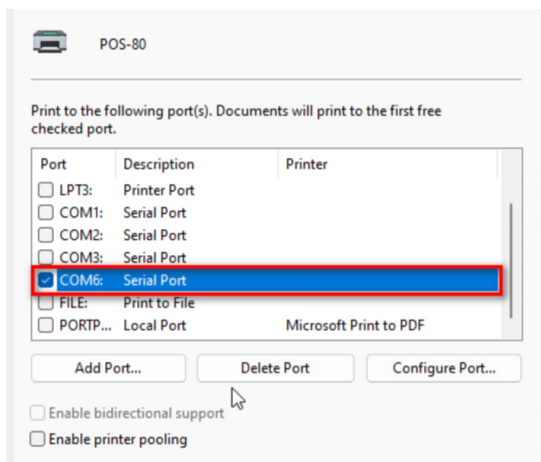 POS-80
Print to the following port(s). Documents will print to the first free
checked port.
Port Description Printer
LPT3: Printer Port
COM1: Serial Port
COM2: Serial Port
COM3: Serial Port
COM6: Serial Port
FILE: Print to File
PORTP... Local Port Microsoft Print to PDF
Add Port... Delete Port Configure Port...
Enable bidirectional support
Enable printer pooling